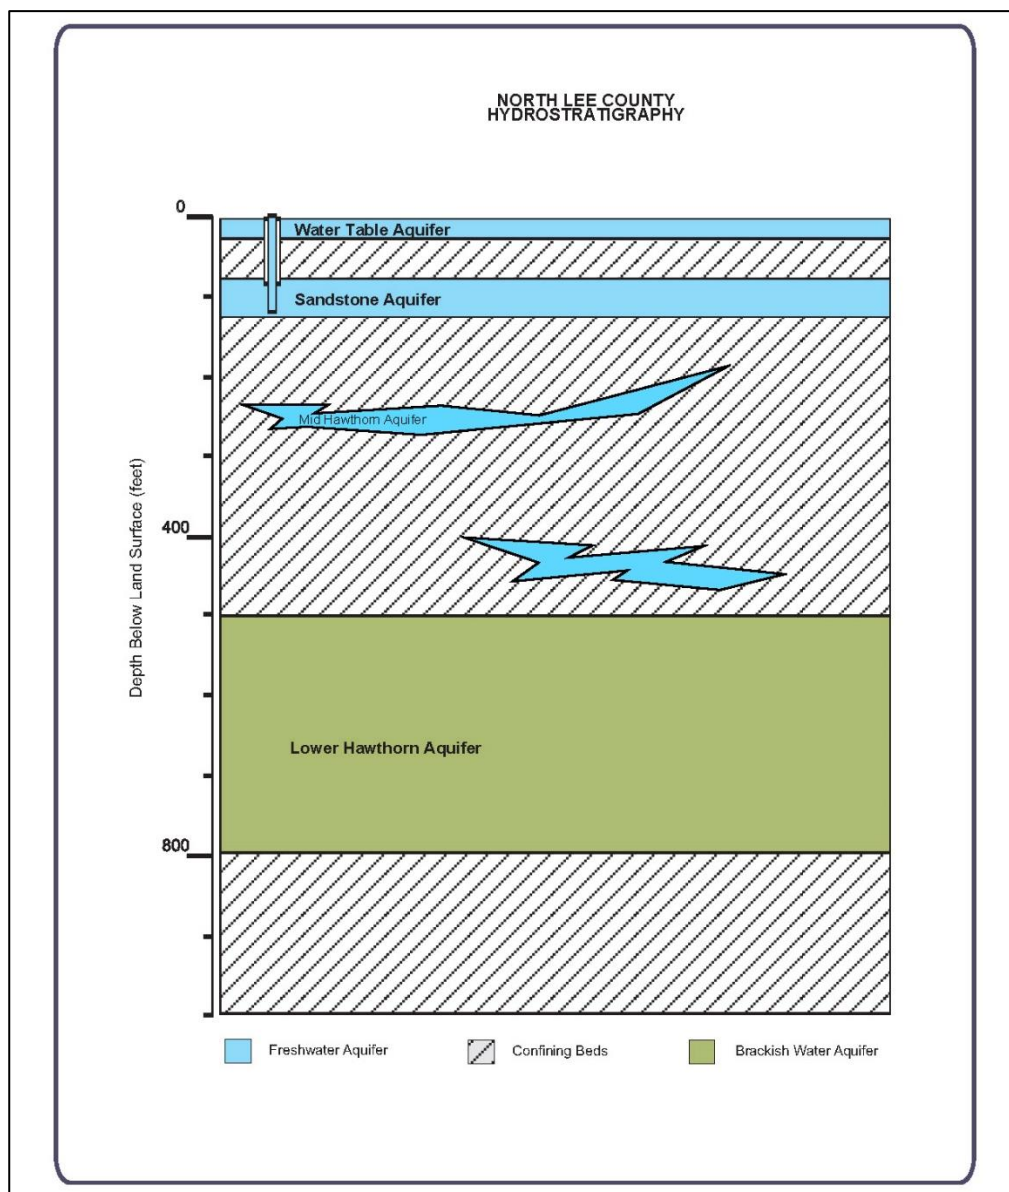 NORTH LEE COUNTY
HYDROSTRATIGRAPHY
0
Water Table Aquifer
Sandstone Aquifer
Mid Hawthorn Aquifer
Depth Below Land Surface (feet)
400
Lower Hawthorn Aquifer
800
Freshwater Aquifer
Confining Beds
Brackish Water Aquifer